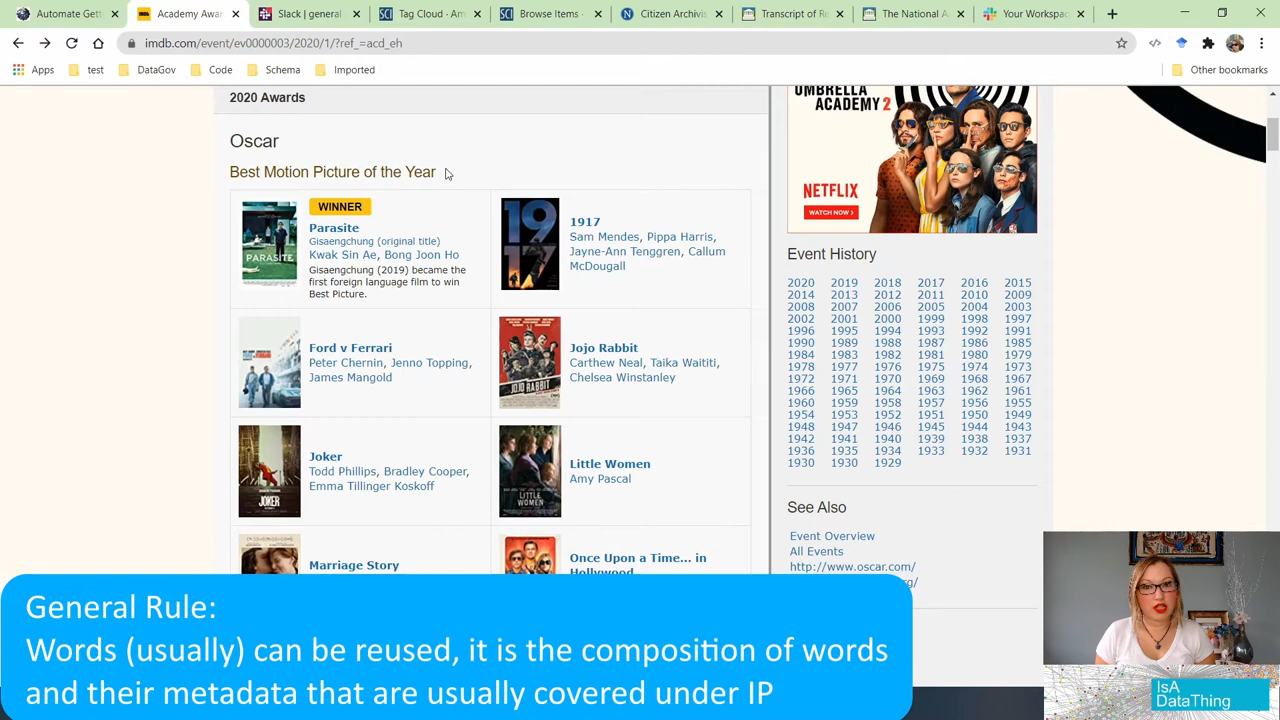 Academy Award
Slack | general
Tag Cloud - Am
Browse Items -
Citizen Archivis
Transcript of R
The National A
Your Workspac
imdb.com/event/ev0000003/2020/1/?ref_=acd_eh
Apps
test
DataGov
Code
Schema
Imported
Other bookmarks
2020 Awards
Oscar
Best Motion Picture of the Year
WINNER
Parasite
Gisaengchung (original title)
Kwak Sin Ae, Bong Joon Ho
Gisaengchung (2019) became the
first foreign language film to win
Best Picture.
PARASITE
19
17
1917
Sam Mendes, Pippa Harris,
Jayne-Ann Tenggren, Callum
McDougall
Ford v Ferrari
Peter Chernin, Jenno Topping,
James Mangold
JOJO RABBIT
Jojo Rabbit
Carthew Neal, Taika Waititi,
Chelsea Winstanley
JOKER
Joker
Todd Phillips, Bradley Cooper,
Emma Tillinger Koskoff
LITTLE
WOMEN
Little Women
Amy Pascal
Marriage Story
Once Upon a Time... in
Hollywood
UMBRELLA
ACADEMY 2
NETFLIX
WATCH NOW
Event History
2020 2019 2018 2017 2016 2015
2014 2013 2012 2011 2010 2009
2008 2007 2006 2005 2004 2003
2002 2001 2000 1999 1998 1997
1996 1995 1994 1993 1992 1991
1990 1989 1988 1987 1986 1985
1984 1983 1982 1981 1980 1979
1978 1977 1976 1975 1974 1973
1972 1971 1970 1969 1968 1967
1966 1965 1964 1963 1962 1961
1960 1959 1958 1957 1956 1955
1954 1953 1952 1951 1950 1949
1948 1947 1946 1945 1944 1943
1942 1941 1940 1939 1938 1937
1936 1935 1934 1933 1932 1931
1930 1930 1929
See Also
Event Overview
All Events
http://www.oscar.com/
General Rule:
Words (usually) can be reused, it is the composition of words
and their metadata that are usually covered under IP
IsA
DataThing